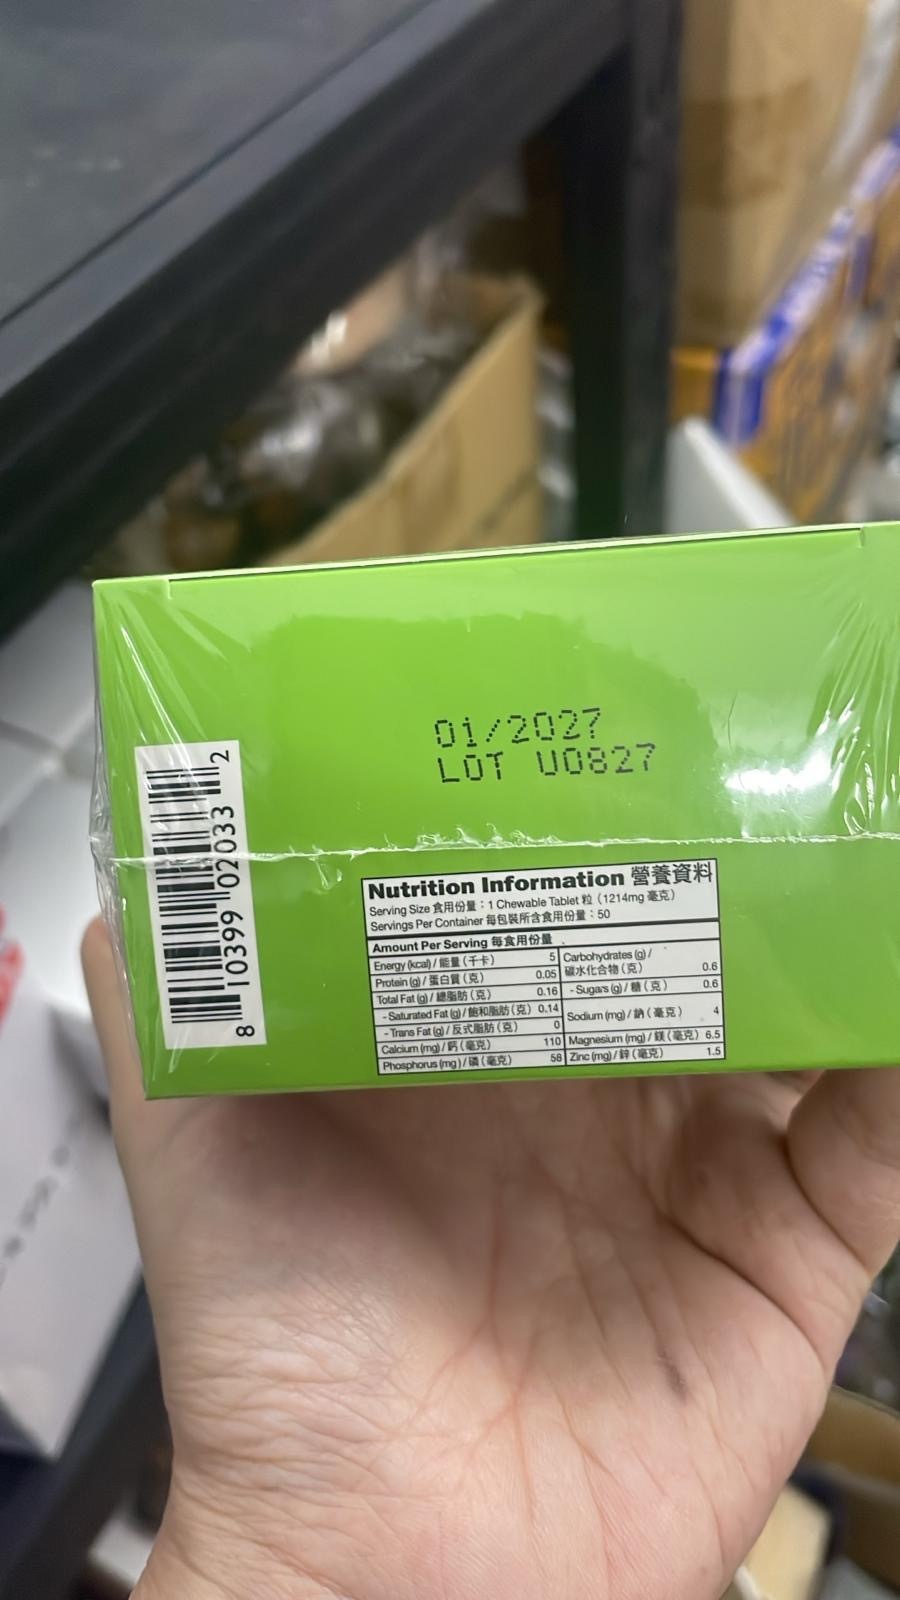 01/2027
LOT U0827
8 10399 02033 2
Nutrition Information 營養資料
Serving Size 食用份量：1 Chewable Tablet 粒（1214mg 毫克）
Servings Per Container 每包裝所含食用份量：50
Amount Per Serving 每食用份量
Energy (kcal) / 能量（千卡） 5
Protein (g) / 蛋白質（克） 0.05
Total Fat (g) / 總脂肪（克） 0.16
- Saturated Fat (g) / 飽和脂肪（克） 0.14
- Trans Fat (g) / 反式脂肪（克） 0
Calcium (mg) / 鈣（毫克） 110
Phosphorus (mg) / 磷（毫克） 58
Carbohydrates (g) /
碳水化合物（克） 0.6
- Sugars (g) / 糖（克） 0.6
Sodium (mg) / 鈉（毫克） 4
Magnesium (mg) / 鎂（毫克） 6.5
Zinc (mg) / 鋅（毫克） 1.5